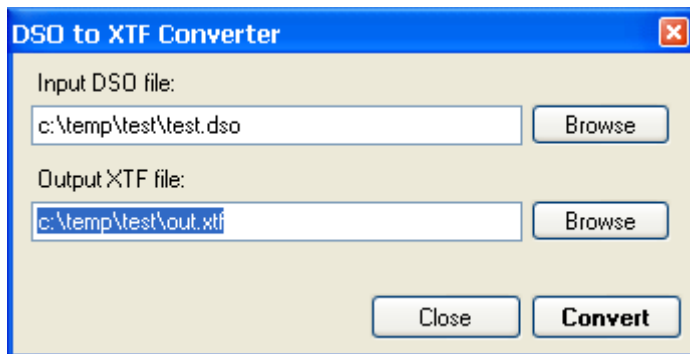 DSO to XTF Converter
Input DSO file:
c:\temp\test\test.dso
Browse
Output XTF file:
c:\temp\test\out.xtf
Browse
Close
Convert